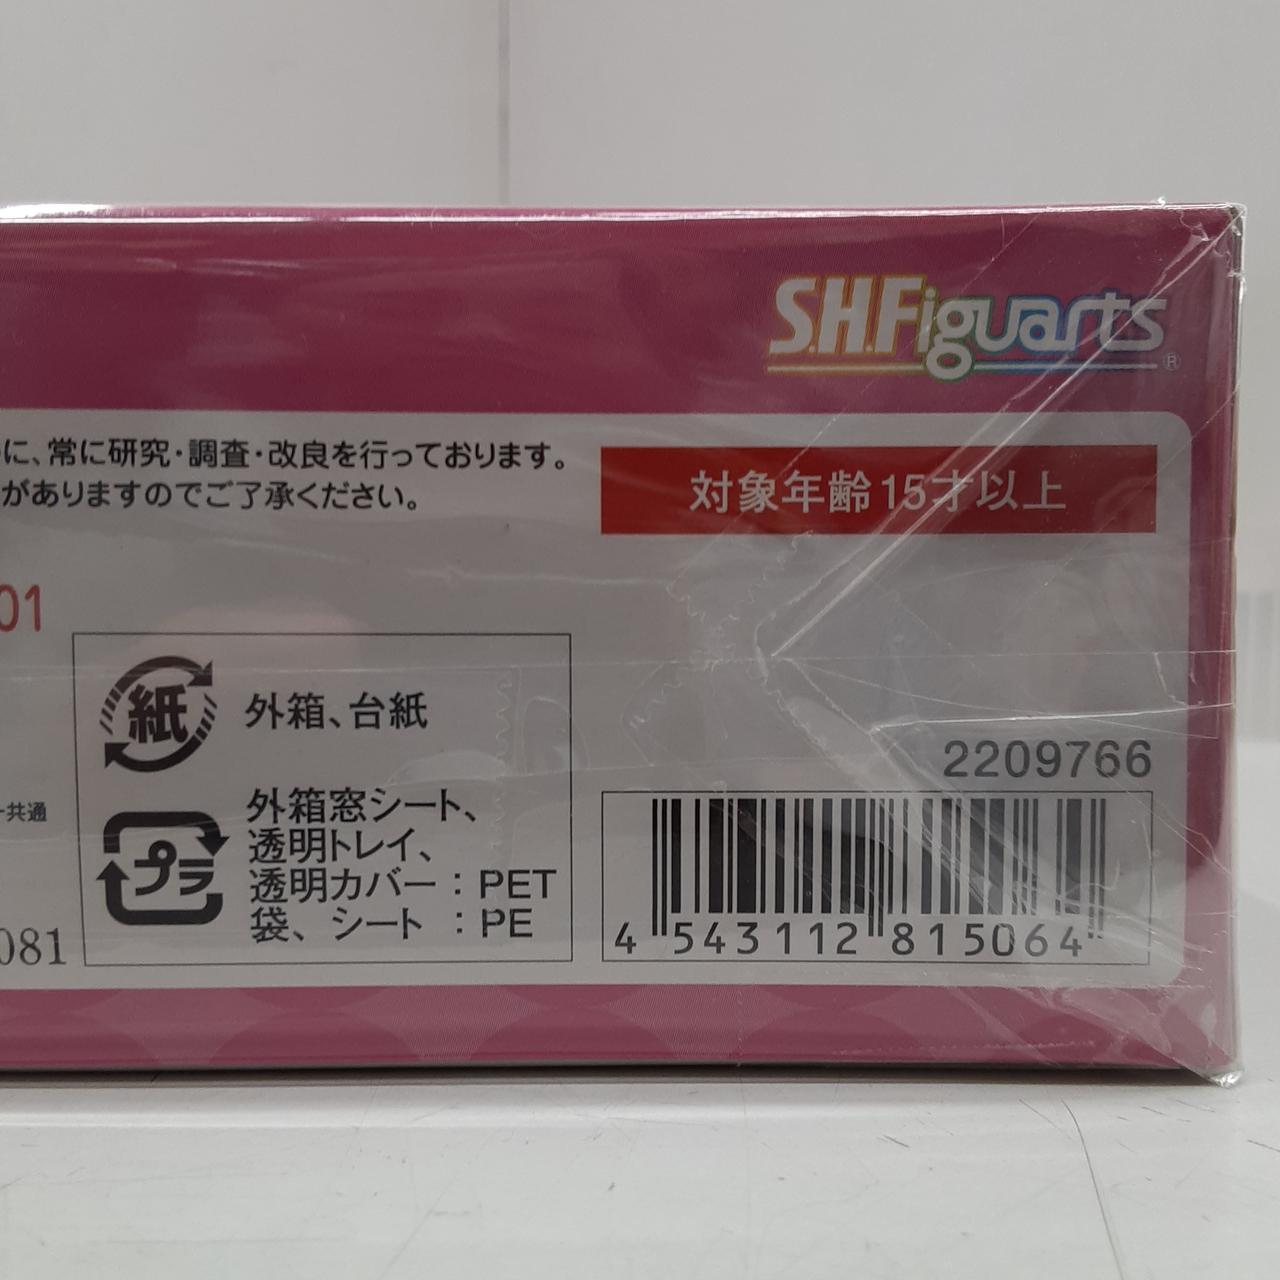 S.H.Figuarts®
に、常に研究・調査・改良を行っております。
がありますのでご了承ください。
対象年齢15才以上
01
紙
外箱、台紙
共通
プラ
外箱窓シート、
透明トレイ、
透明カバー：PET
袋、シート ：PE
081
2209766
4 543112 815064